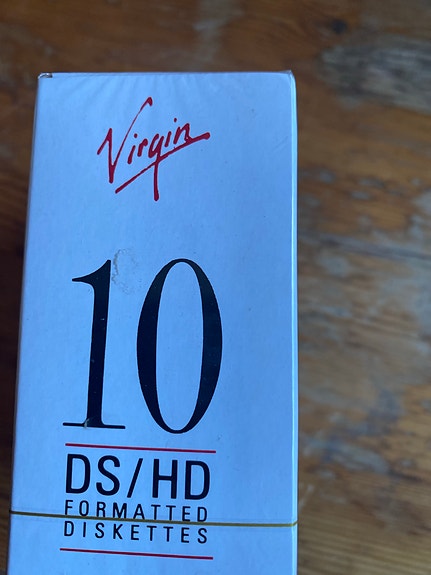 Virgin
10
DS/HD
FORMATTED
DISKETTES